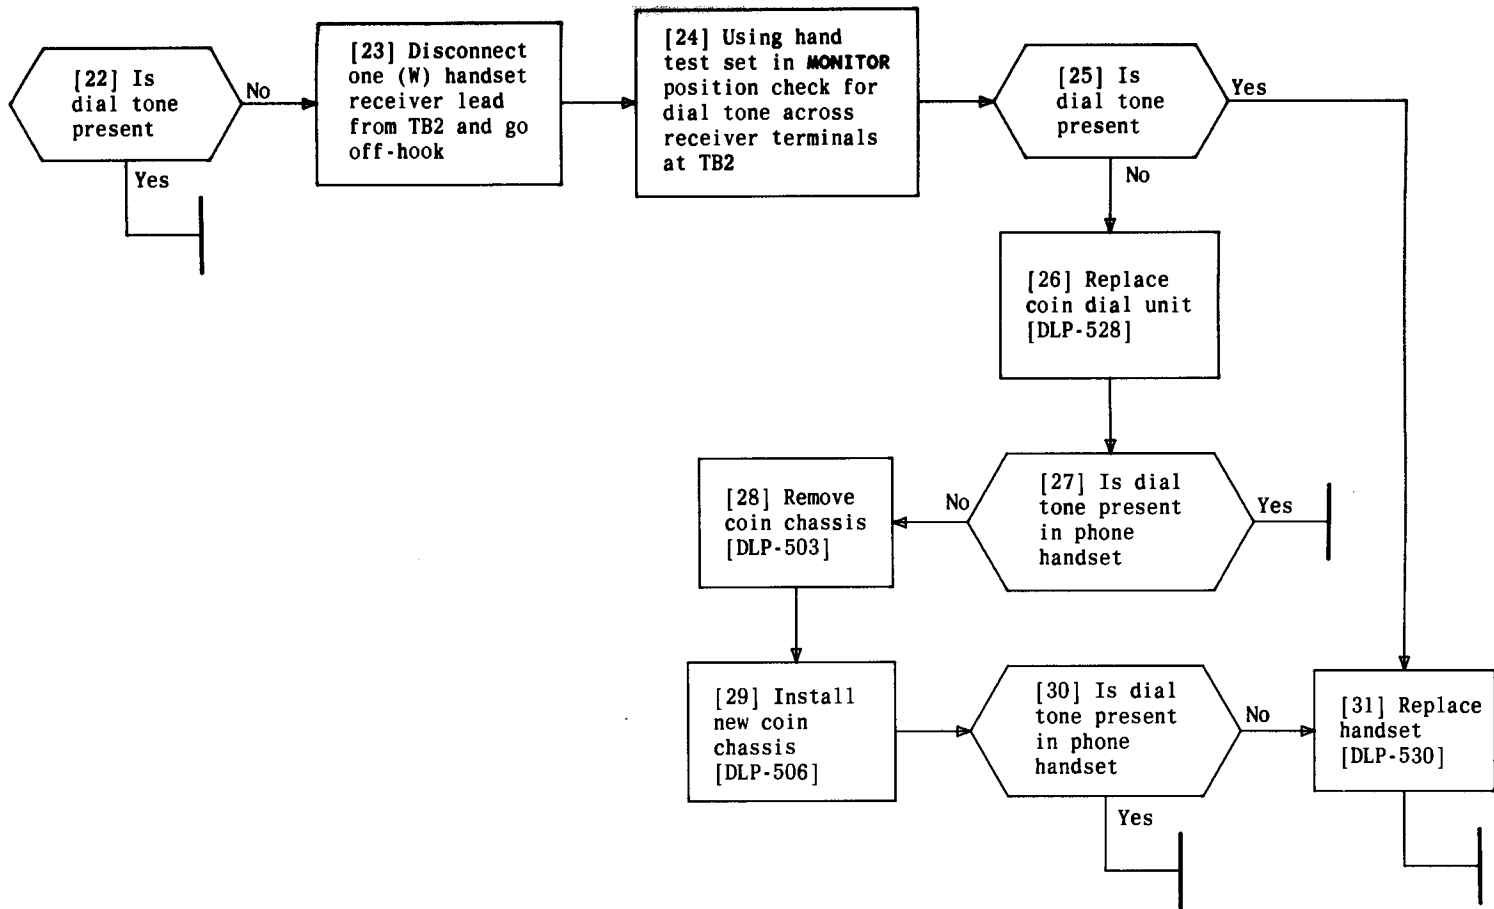 [22] Is
dial tone
present
No
Yes
[23] Disconnect
one (W) handset
receiver lead
from TB2 and go
off-hook
[24] Using hand
test set in MONITOR
position check for
dial tone across
receiver terminals
at TB2
[25] Is
dial tone
present
Yes
No
[26] Replace
coin dial unit
[DLP-528]
[27] Is dial
tone present
in phone
handset
No
Yes
[28] Remove
coin chassis
[DLP-503]
[29] Install
new coin
chassis
[DLP-506]
[30] Is dial
tone present
in phone
handset
No
Yes
[31] Replace
handset
[DLP-530]